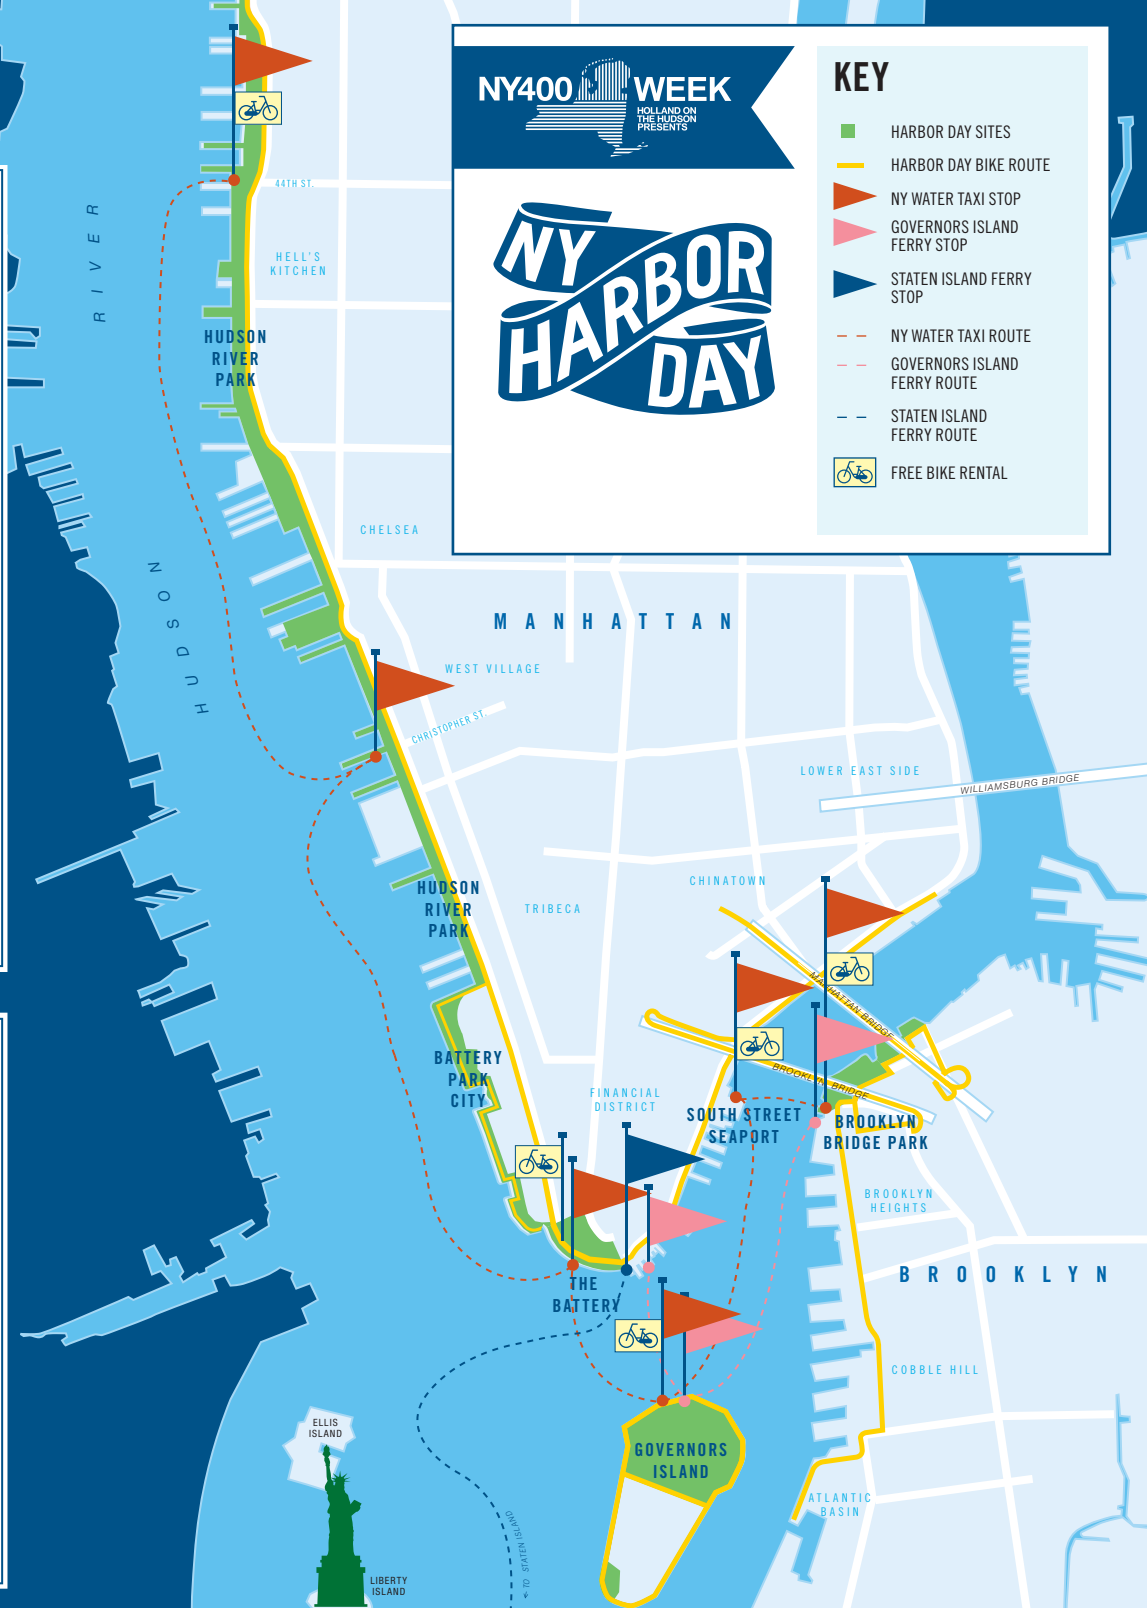 NY400 WEEK
HOLLAND ON
THE HUDSON
PRESENTS
NY
HARBOR
DAY
KEY
HARBOR DAY SITES
HARBOR DAY BIKE ROUTE
NY WATER TAXI STOP
GOVERNORS ISLAND
FERRY STOP
STATEN ISLAND FERRY
STOP
NY WATER TAXI ROUTE
GOVERNORS ISLAND
FERRY ROUTE
STATEN ISLAND
FERRY ROUTE
FREE BIKE RENTAL
44TH ST.
HELL'S
KITCHEN
HUDSON
RIVER
PARK
HUDSON RIVER
CHELSEA
MANHATTAN
WEST VILLAGE
CHRISTOPHER ST.
LOWER EAST SIDE
WILLIAMSBURG BRIDGE
CHINATOWN
TRIBECA
HUDSON
RIVER
PARK
MANHATTAN BRIDGE
BROOKLYN BRIDGE
BATTERY
PARK
CITY
FINANCIAL
DISTRICT
SOUTH STREET
SEAPORT
BROOKLYN
BRIDGE PARK
BROOKLYN
HEIGHTS
BROOKLYN
THE
BATTERY
COBBLE HILL
GOVERNORS
ISLAND
ATLANTIC
BASIN
ELLIS
ISLAND
TO STATEN ISLAND
LIBERTY
ISLAND